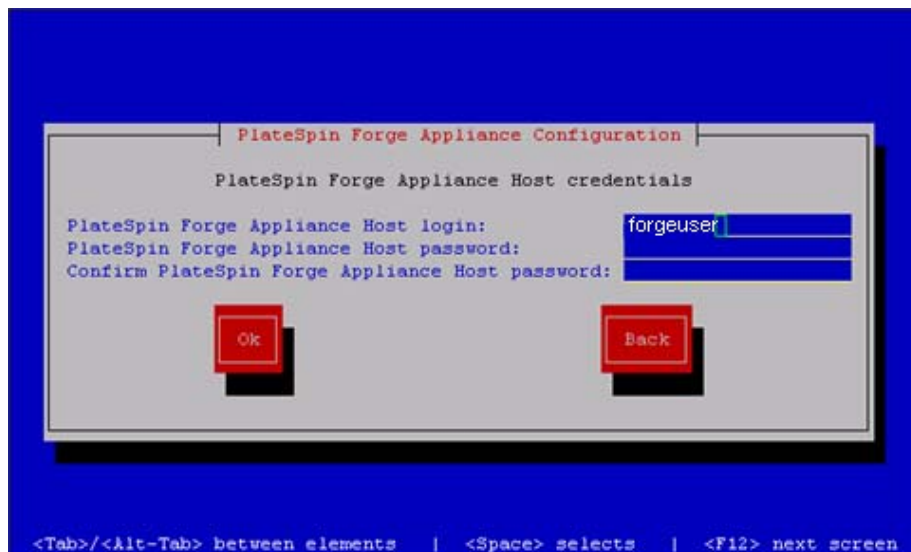 PlateSpin Forge Appliance Configuration
PlateSpin Forge Appliance Host credentials
PlateSpin Forge Appliance Host login: forgeuser
PlateSpin Forge Appliance Host password:
Confirm PlateSpin Forge Appliance Host password:
Ok Back
<Tab>/<Alt-Tab> between elements | <Space> selects | <F12> next screen